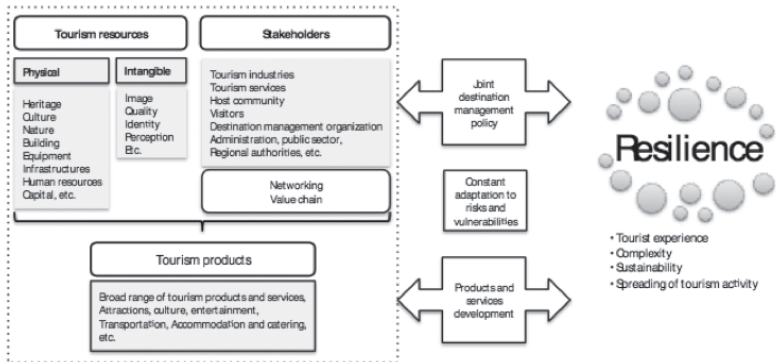 Tourism resources
Physical
Heritage
Culture
Nature
Building
Equipment
Infrastructures
Human resources
Capital, etc.
Intangible
Image
Quality
Identity
Perception
Etc.
Stakeholders
Tourism industries
Tourism services
Host community
Visitors
Destination management organization
Administration, public sector,
Regional authorities, etc.
Networking
Value chain
Tourism products
Broad range of tourism products and services,
Attractions, culture, entertainment,
Transportation, Accommodation and catering,
etc.
Joint
destination
management
policy
Constant
adaptation to
risks and
vulnerabilities
Products and
services
development
Resilience
• Tourist experience
• Complexity
• Sustainability
• Spreading of tourism activity